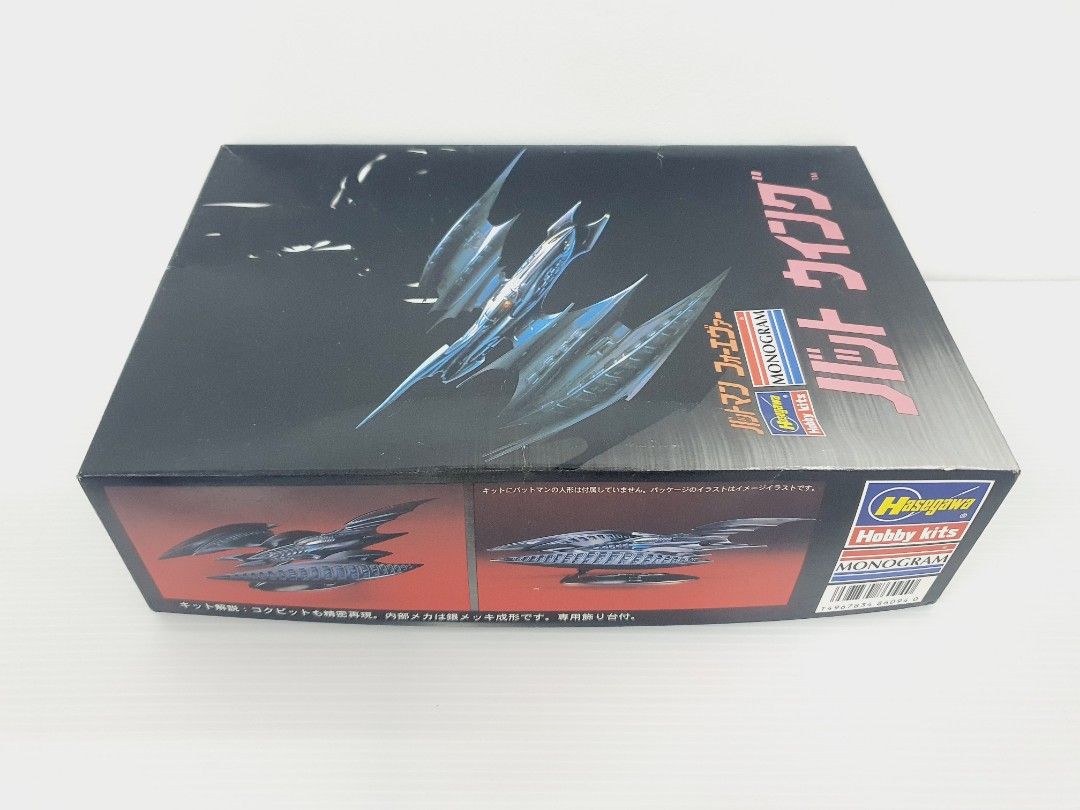 バット ウィング™
バットマン フォーエヴァー
Hasegawa
Hobby kits
MONOGRAM
キットにバットマンの人形は付属していません。パッケージのイラストはイメージイラストです。
キット解説：コクピットも精密再現。内部メカは銀メッキ成形です。専用飾り台付。
Hasegawa®
Hobby kits
MONOGRAM
T4967834 86094 0